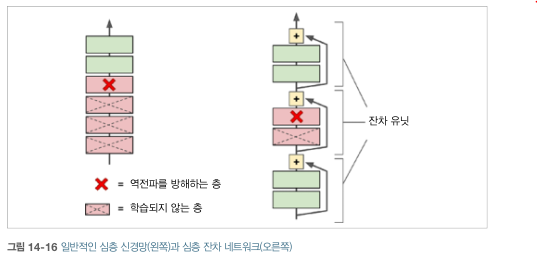 +
+
잔차 유닛
+
= 역전파를 방해하는 층
= 학습되지 않는 층
그림 14-16 일반적인 심층 신경망(왼쪽)과 심층 잔차 네트워크(오른쪽)